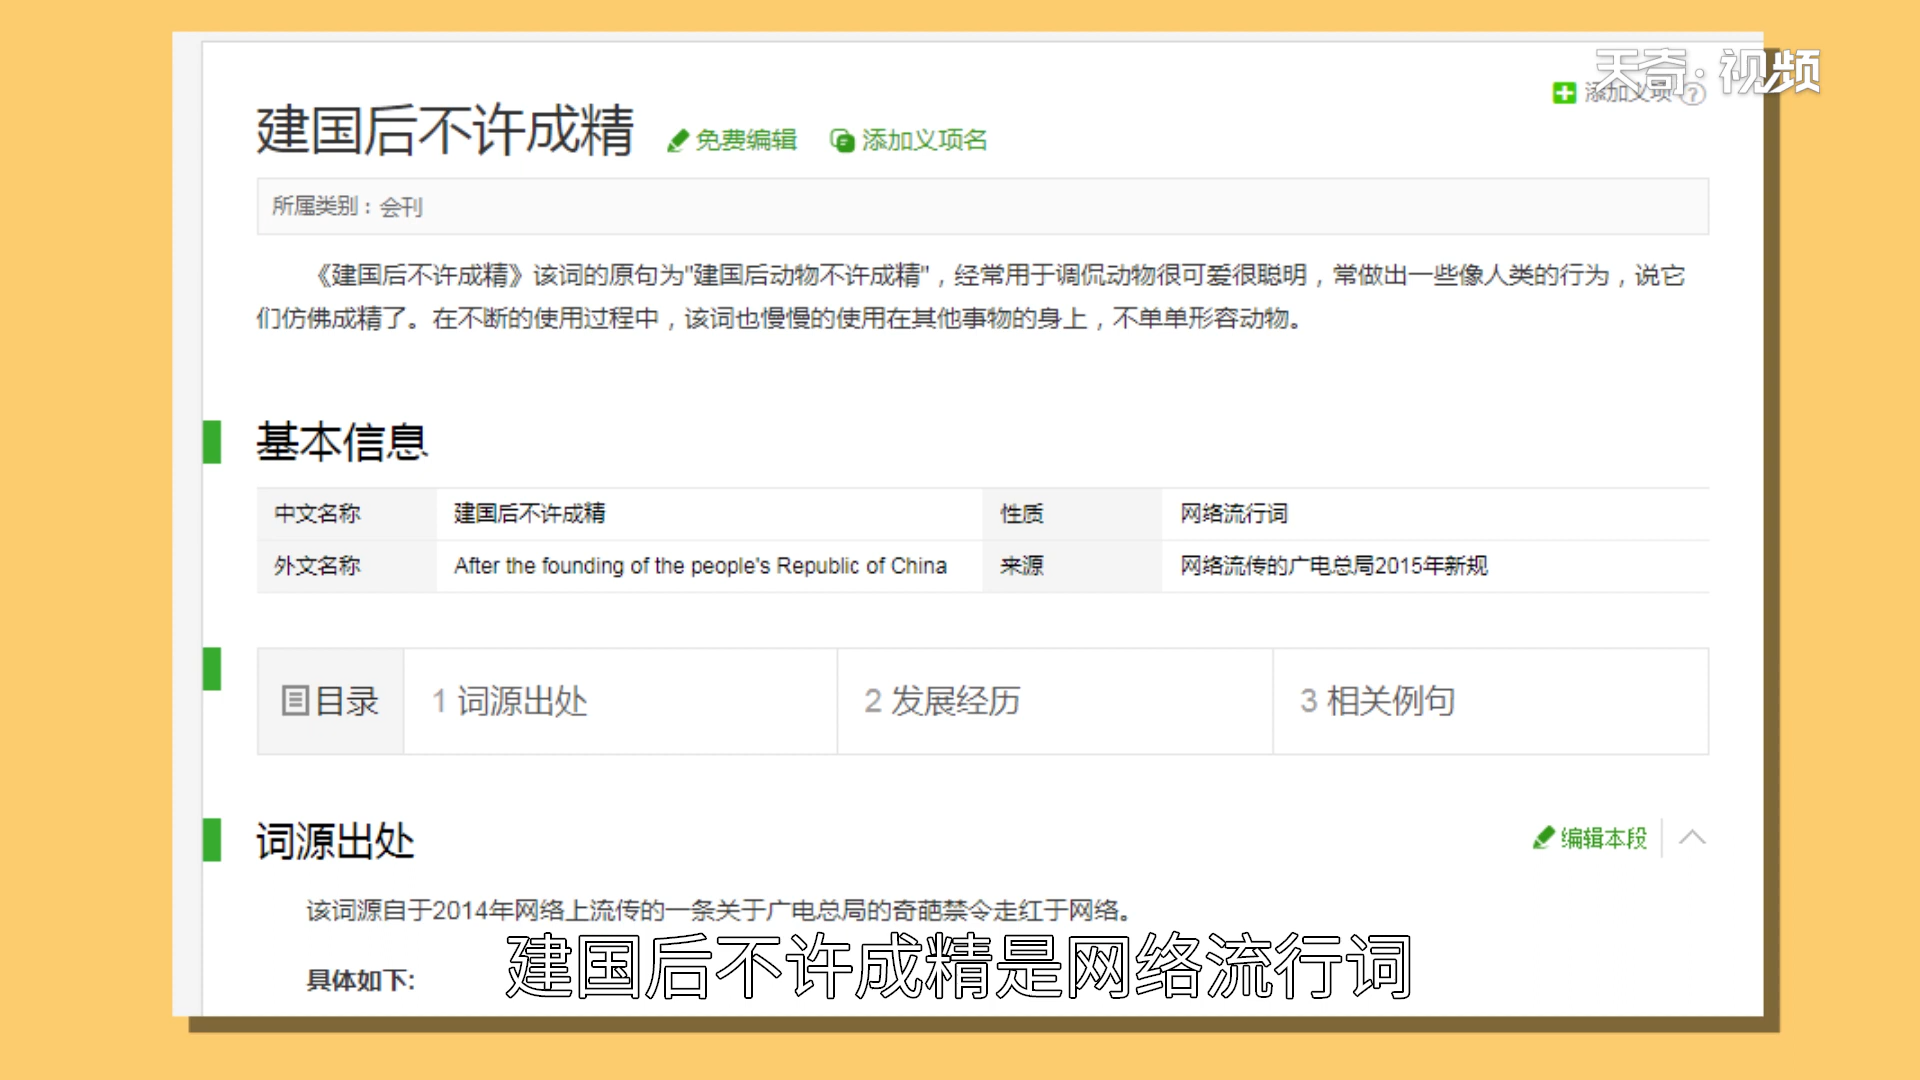 天奇·视频
添加义项
建国后不许成精 免费编辑 添加义项名
所属类别：会刊
《建国后不许成精》该词的原句为"建国后动物不许成精"，经常用于调侃动物很可爱很聪明，常做出一些像人类的行为，说它
们仿佛成精了。在不断的使用过程中，该词也慢慢的使用在其他事物的身上，不单单形容动物。
基本信息
中文名称 建国后不许成精 性质 网络流行词
外文名称 After the founding of the people's Republic of China 来源 网络流传的广电总局2015年新规
目录 1 词源出处 2 发展经历 3 相关例句
词源出处 编辑本段
该词源自于2014年网络上流传的一条关于广电总局的奇葩禁令走红于网络。
具体如下:
建国后不许成精是网络流行词